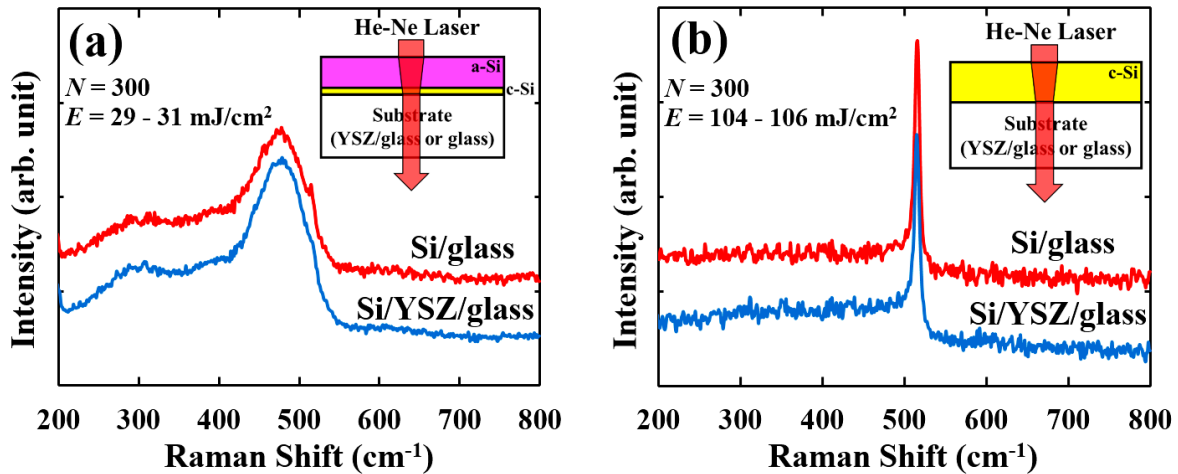 (a)
He-Ne Laser
N = 300
E = 29 - 31 mJ/cm²
a-Si
c-Si
Substrate
(YSZ/glass or glass)
Si/glass
Si/YSZ/glass
Intensity (arb. unit)
200 300 400 500 600 700 800
Raman Shift (cm⁻¹)
(b)
He-Ne Laser
N = 300
E = 104 - 106 mJ/cm²
c-Si
Substrate
(YSZ/glass or glass)
Si/glass
Si/YSZ/glass
Intensity (arb. unit)
200 300 400 500 600 700 800
Raman Shift (cm⁻¹)